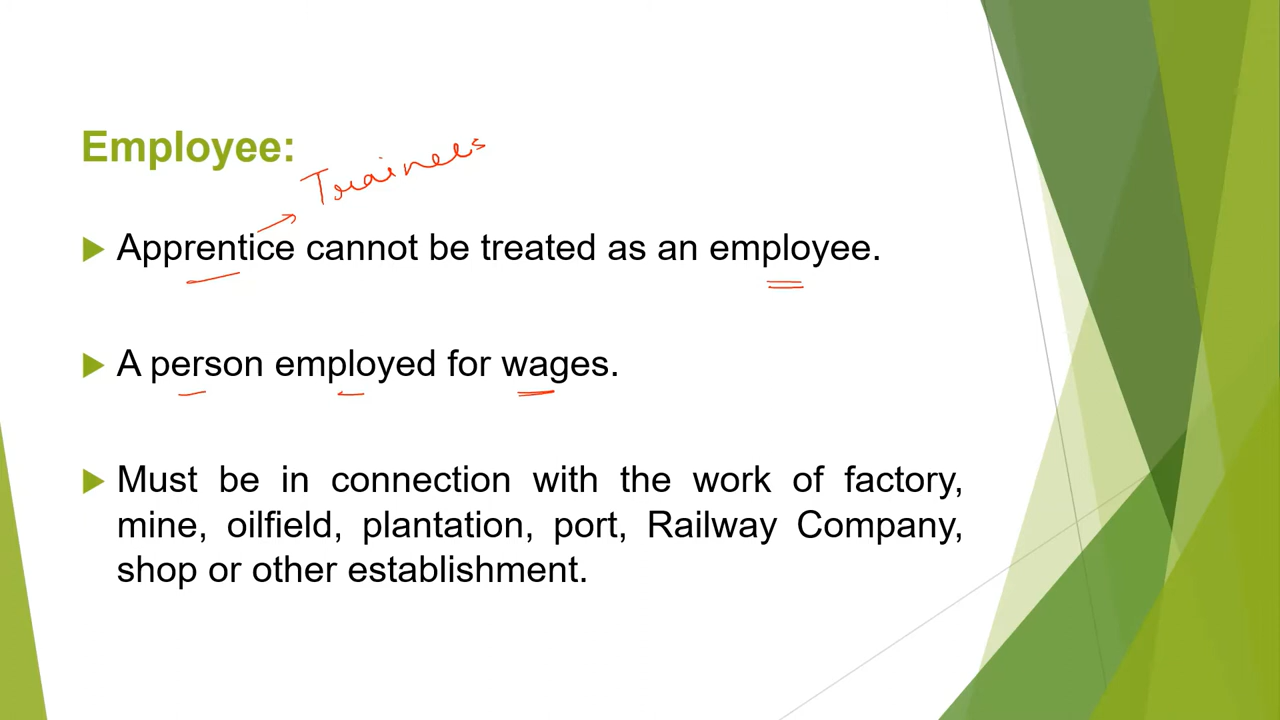 Employee:
Trainees
Apprentice cannot be treated as an employee.
A person employed for wages.
Must be in connection with the work of factory,
mine, oilfield, plantation, port, Railway Company,
shop or other establishment.